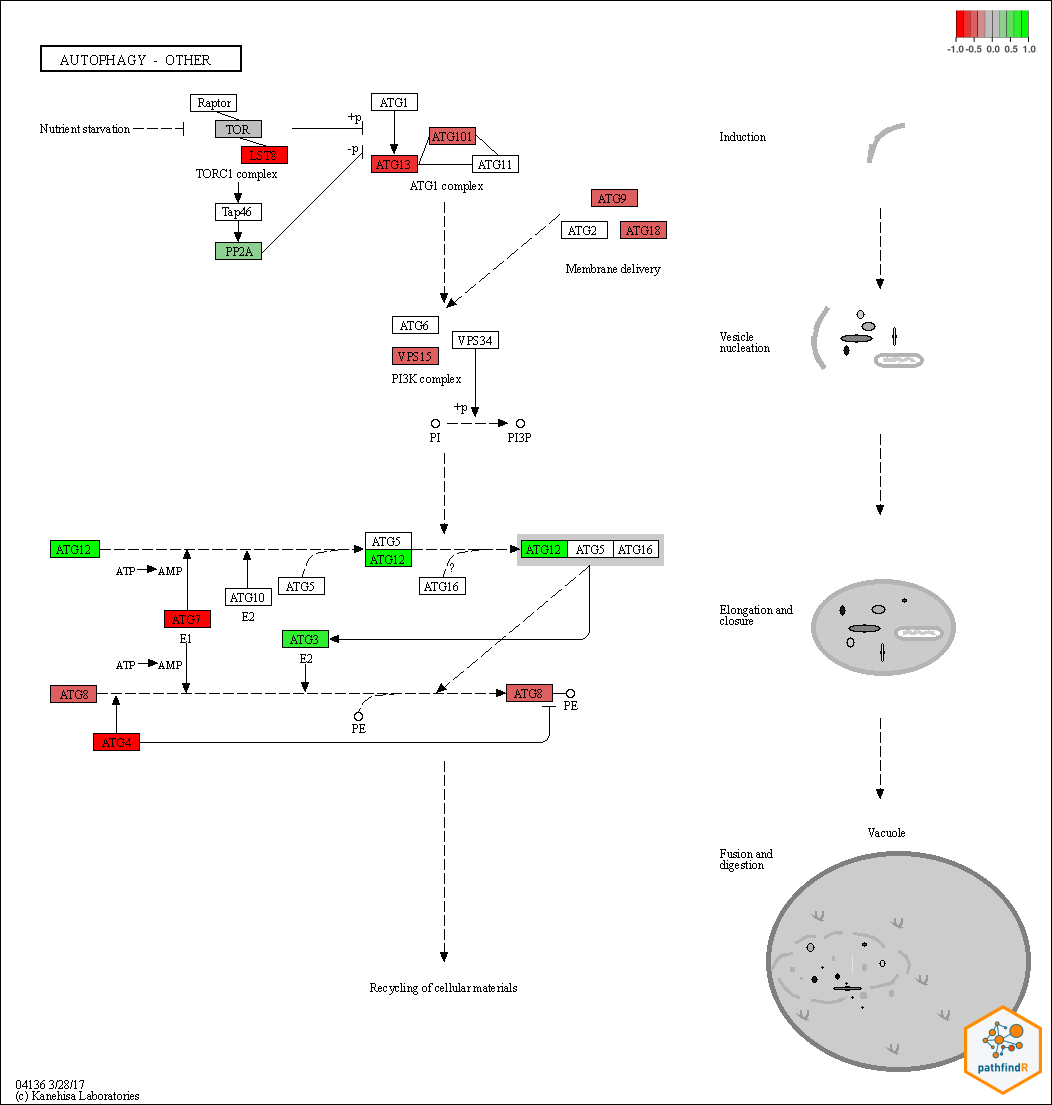 -1.0 -0.5 0.0 0.5 1.0
AUTOPHAGY - OTHER
Raptor
TOR
LST8
TORC1 complex
Nutrient starvation
Tap46
PP2A
+p
-p
ATG1
ATG101
ATG13
ATG11
ATG1 complex
ATG9
ATG2
ATG18
Membrane delivery
ATG6
VPS34
VPS15
PI3K complex
+p
PI
PI3P
ATG12
ATG5
ATG12
ATG12
ATG5
ATG16
ATP
AMP
ATG5
ATG16
?
ATG10
E2
ATG7
E1
ATG3
E2
ATP
AMP
ATG8
ATG8
PE
PE
ATG4
Recycling of cellular materials
Induction
Vesicle
nucleation
Elongation and
closure
Vacuole
Fusion and
digestion
pathfindR
04136 3/28/17
(c) Kanehisa Laboratories